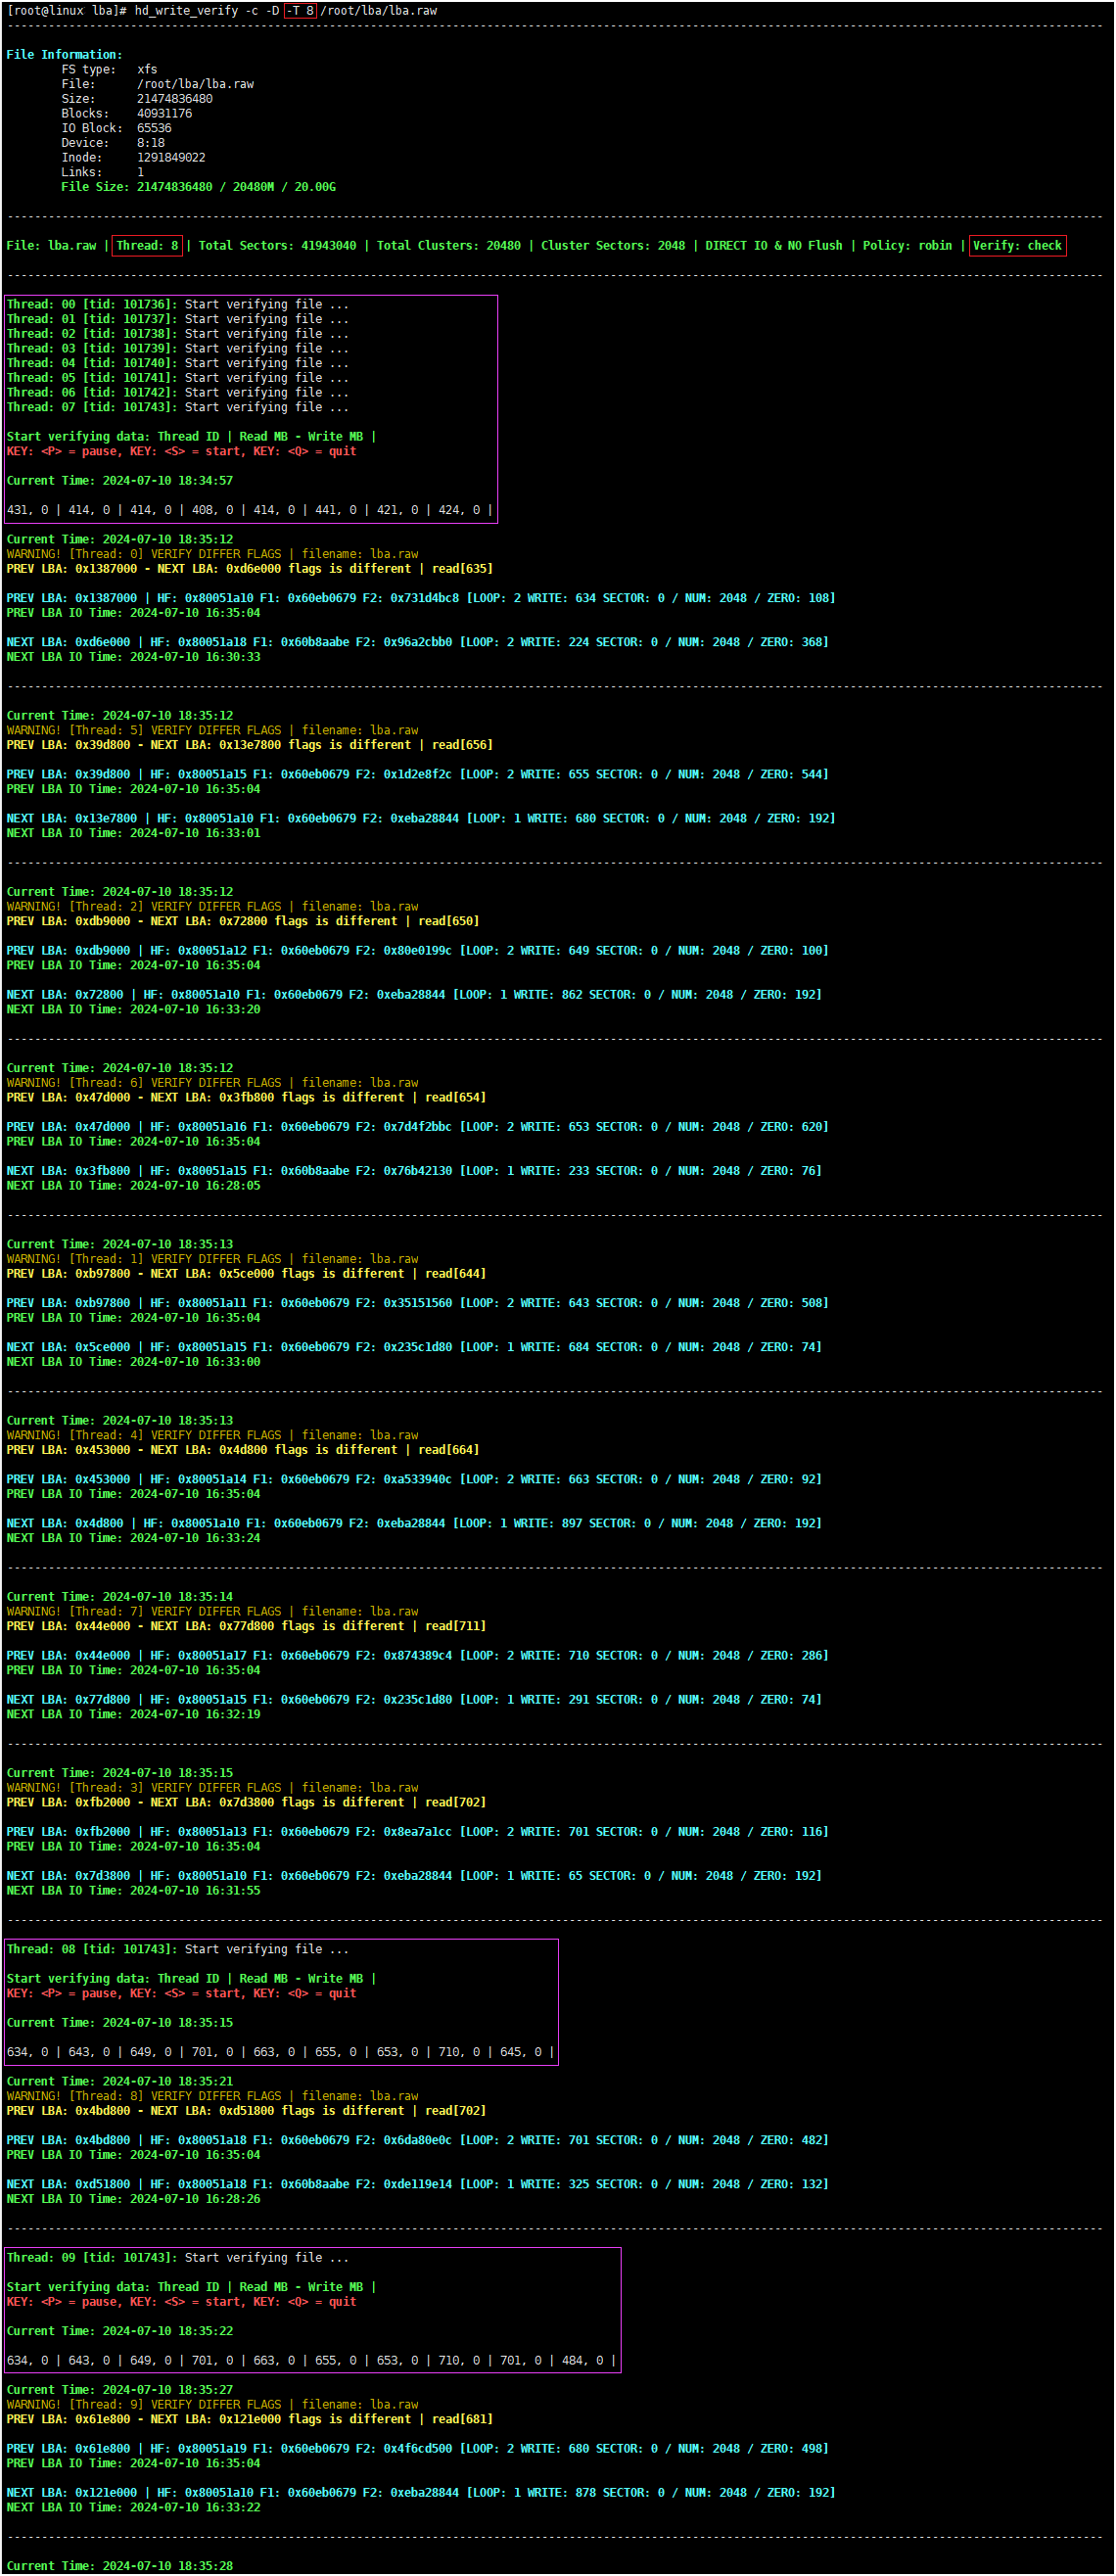 [root@linux lba]# hd_write_verify -c -D -T 8 /root/lba/lba.raw
----------------------------------------------------------------------------------------------------------------------------------------------------------------
File Information:
FS type: xfs
File: /root/lba/lba.raw
Size: 21474836480
Blocks: 40931176
IO Block: 65536
Device: 8:18
Inode: 1291849022
Links: 1
File Size: 21474836480 / 20480M / 20.00G
----------------------------------------------------------------------------------------------------------------------------------------------------------------
File: lba.raw | Thread: 8 | Total Sectors: 41943040 | Total Clusters: 20480 | Cluster Sectors: 2048 | DIRECT IO & NO Flush | Policy: robin | Verify: check
----------------------------------------------------------------------------------------------------------------------------------------------------------------
Thread: 00 [tid: 101736]: Start verifying file ...
Thread: 01 [tid: 101737]: Start verifying file ...
Thread: 02 [tid: 101738]: Start verifying file ...
Thread: 03 [tid: 101739]: Start verifying file ...
Thread: 04 [tid: 101740]: Start verifying file ...
Thread: 05 [tid: 101741]: Start verifying file ...
Thread: 06 [tid: 101742]: Start verifying file ...
Thread: 07 [tid: 101743]: Start verifying file ...
Start verifying data: Thread ID | Read MB - Write MB |
KEY: <P> = pause, KEY: <S> = start, KEY: <Q> = quit
Current Time: 2024-07-10 18:34:57
431, 0 | 414, 0 | 414, 0 | 408, 0 | 414, 0 | 441, 0 | 421, 0 | 424, 0 |
Current Time: 2024-07-10 18:35:12
WARNING! [Thread: 0] VERIFY DIFFER FLAGS | filename: lba.raw
PREV LBA: 0x1387000 - NEXT LBA: 0xd6e000 flags is different | read[635]
PREV LBA: 0x1387000 | HF: 0x80051a10 F1: 0x60eb0679 F2: 0x731d4bc8 [LOOP: 2 WRITE: 634 SECTOR: 0 / NUM: 2048 / ZERO: 108]
PREV LBA IO Time: 2024-07-10 16:35:04
NEXT LBA: 0xd6e000 | HF: 0x80051a18 F1: 0x60b8aabe F2: 0x96a2cbb0 [LOOP: 2 WRITE: 224 SECTOR: 0 / NUM: 2048 / ZERO: 368]
NEXT LBA IO Time: 2024-07-10 16:30:33
----------------------------------------------------------------------------------------------------------------------------------------------------------------
Current Time: 2024-07-10 18:35:12
WARNING! [Thread: 5] VERIFY DIFFER FLAGS | filename: lba.raw
PREV LBA: 0x39d800 - NEXT LBA: 0x13e7800 flags is different | read[656]
PREV LBA: 0x39d800 | HF: 0x80051a15 F1: 0x60eb0679 F2: 0x1d2e8f2c [LOOP: 2 WRITE: 655 SECTOR: 0 / NUM: 2048 / ZERO: 544]
PREV LBA IO Time: 2024-07-10 16:35:04
NEXT LBA: 0x13e7800 | HF: 0x80051a10 F1: 0x60eb0679 F2: 0xeba28844 [LOOP: 1 WRITE: 680 SECTOR: 0 / NUM: 2048 / ZERO: 192]
NEXT LBA IO Time: 2024-07-10 16:33:01
----------------------------------------------------------------------------------------------------------------------------------------------------------------
Current Time: 2024-07-10 18:35:12
WARNING! [Thread: 2] VERIFY DIFFER FLAGS | filename: lba.raw
PREV LBA: 0xdb9000 - NEXT LBA: 0x72800 flags is different | read[650]
PREV LBA: 0xdb9000 | HF: 0x80051a12 F1: 0x60eb0679 F2: 0x80e0199c [LOOP: 2 WRITE: 649 SECTOR: 0 / NUM: 2048 / ZERO: 100]
PREV LBA IO Time: 2024-07-10 16:35:04
NEXT LBA: 0x72800 | HF: 0x80051a10 F1: 0x60eb0679 F2: 0xeba28844 [LOOP: 1 WRITE: 862 SECTOR: 0 / NUM: 2048 / ZERO: 192]
NEXT LBA IO Time: 2024-07-10 16:33:20
----------------------------------------------------------------------------------------------------------------------------------------------------------------
Current Time: 2024-07-10 18:35:12
WARNING! [Thread: 6] VERIFY DIFFER FLAGS | filename: lba.raw
PREV LBA: 0x47d000 - NEXT LBA: 0x3fb800 flags is different | read[654]
PREV LBA: 0x47d000 | HF: 0x80051a16 F1: 0x60eb0679 F2: 0x7d4f2bbc [LOOP: 2 WRITE: 653 SECTOR: 0 / NUM: 2048 / ZERO: 620]
PREV LBA IO Time: 2024-07-10 16:35:04
NEXT LBA: 0x3fb800 | HF: 0x80051a15 F1: 0x60b8aabe F2: 0x76b42130 [LOOP: 1 WRITE: 233 SECTOR: 0 / NUM: 2048 / ZERO: 76]
NEXT LBA IO Time: 2024-07-10 16:28:05
----------------------------------------------------------------------------------------------------------------------------------------------------------------
Current Time: 2024-07-10 18:35:13
WARNING! [Thread: 1] VERIFY DIFFER FLAGS | filename: lba.raw
PREV LBA: 0xb97800 - NEXT LBA: 0x5ce000 flags is different | read[644]
PREV LBA: 0xb97800 | HF: 0x80051a11 F1: 0x60eb0679 F2: 0x35151560 [LOOP: 2 WRITE: 643 SECTOR: 0 / NUM: 2048 / ZERO: 508]
PREV LBA IO Time: 2024-07-10 16:35:04
NEXT LBA: 0x5ce000 | HF: 0x80051a15 F1: 0x60eb0679 F2: 0x235c1d80 [LOOP: 1 WRITE: 684 SECTOR: 0 / NUM: 2048 / ZERO: 74]
NEXT LBA IO Time: 2024-07-10 16:33:00
----------------------------------------------------------------------------------------------------------------------------------------------------------------
Current Time: 2024-07-10 18:35:13
WARNING! [Thread: 4] VERIFY DIFFER FLAGS | filename: lba.raw
PREV LBA: 0x453000 - NEXT LBA: 0x4d800 flags is different | read[664]
PREV LBA: 0x453000 | HF: 0x80051a14 F1: 0x60eb0679 F2: 0xa533940c [LOOP: 2 WRITE: 663 SECTOR: 0 / NUM: 2048 / ZERO: 92]
PREV LBA IO Time: 2024-07-10 16:35:04
NEXT LBA: 0x4d800 | HF: 0x80051a10 F1: 0x60eb0679 F2: 0xeba28844 [LOOP: 1 WRITE: 897 SECTOR: 0 / NUM: 2048 / ZERO: 192]
NEXT LBA IO Time: 2024-07-10 16:33:24
----------------------------------------------------------------------------------------------------------------------------------------------------------------
Current Time: 2024-07-10 18:35:14
WARNING! [Thread: 7] VERIFY DIFFER FLAGS | filename: lba.raw
PREV LBA: 0x44e000 - NEXT LBA: 0x77d800 flags is different | read[711]
PREV LBA: 0x44e000 | HF: 0x80051a17 F1: 0x60eb0679 F2: 0x874389c4 [LOOP: 2 WRITE: 710 SECTOR: 0 / NUM: 2048 / ZERO: 286]
PREV LBA IO Time: 2024-07-10 16:35:04
NEXT LBA: 0x77d800 | HF: 0x80051a15 F1: 0x60eb0679 F2: 0x235c1d80 [LOOP: 1 WRITE: 291 SECTOR: 0 / NUM: 2048 / ZERO: 74]
NEXT LBA IO Time: 2024-07-10 16:32:19
----------------------------------------------------------------------------------------------------------------------------------------------------------------
Current Time: 2024-07-10 18:35:15
WARNING! [Thread: 3] VERIFY DIFFER FLAGS | filename: lba.raw
PREV LBA: 0xfb2000 - NEXT LBA: 0x7d3800 flags is different | read[702]
PREV LBA: 0xfb2000 | HF: 0x80051a13 F1: 0x60eb0679 F2: 0x8ea7a1cc [LOOP: 2 WRITE: 701 SECTOR: 0 / NUM: 2048 / ZERO: 116]
PREV LBA IO Time: 2024-07-10 16:35:04
NEXT LBA: 0x7d3800 | HF: 0x80051a10 F1: 0x60eb0679 F2: 0xeba28844 [LOOP: 1 WRITE: 65 SECTOR: 0 / NUM: 2048 / ZERO: 192]
NEXT LBA IO Time: 2024-07-10 16:31:55
----------------------------------------------------------------------------------------------------------------------------------------------------------------
Thread: 08 [tid: 101743]: Start verifying file ...
Start verifying data: Thread ID | Read MB - Write MB |
KEY: <P> = pause, KEY: <S> = start, KEY: <Q> = quit
Current Time: 2024-07-10 18:35:15
634, 0 | 643, 0 | 649, 0 | 701, 0 | 663, 0 | 655, 0 | 653, 0 | 710, 0 | 645, 0 |
Current Time: 2024-07-10 18:35:21
WARNING! [Thread: 8] VERIFY DIFFER FLAGS | filename: lba.raw
PREV LBA: 0x4bd800 - NEXT LBA: 0xd51800 flags is different | read[702]
PREV LBA: 0x4bd800 | HF: 0x80051a18 F1: 0x60eb0679 F2: 0x6da80e0c [LOOP: 2 WRITE: 701 SECTOR: 0 / NUM: 2048 / ZERO: 482]
PREV LBA IO Time: 2024-07-10 16:35:04
NEXT LBA: 0xd51800 | HF: 0x80051a18 F1: 0x60b8aabe F2: 0xde119e14 [LOOP: 1 WRITE: 325 SECTOR: 0 / NUM: 2048 / ZERO: 132]
NEXT LBA IO Time: 2024-07-10 16:28:26
----------------------------------------------------------------------------------------------------------------------------------------------------------------
Thread: 09 [tid: 101743]: Start verifying file ...
Start verifying data: Thread ID | Read MB - Write MB |
KEY: <P> = pause, KEY: <S> = start, KEY: <Q> = quit
Current Time: 2024-07-10 18:35:22
634, 0 | 643, 0 | 649, 0 | 701, 0 | 663, 0 | 655, 0 | 653, 0 | 710, 0 | 701, 0 | 484, 0 |
Current Time: 2024-07-10 18:35:27
WARNING! [Thread: 9] VERIFY DIFFER FLAGS | filename: lba.raw
PREV LBA: 0x61e800 - NEXT LBA: 0x121e000 flags is different | read[681]
PREV LBA: 0x61e800 | HF: 0x80051a19 F1: 0x60eb0679 F2: 0x4f6cd500 [LOOP: 2 WRITE: 680 SECTOR: 0 / NUM: 2048 / ZERO: 498]
PREV LBA IO Time: 2024-07-10 16:35:04
NEXT LBA: 0x121e000 | HF: 0x80051a10 F1: 0x60eb0679 F2: 0xeba28844 [LOOP: 1 WRITE: 878 SECTOR: 0 / NUM: 2048 / ZERO: 192]
NEXT LBA IO Time: 2024-07-10 16:33:22
----------------------------------------------------------------------------------------------------------------------------------------------------------------
Current Time: 2024-07-10 18:35:28